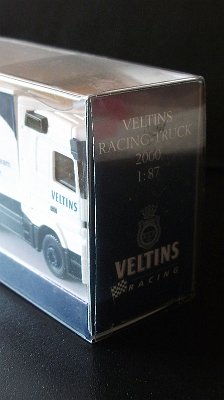 VELTINS
RACING-TRUCK
2000
1:87
VELTINS
VELTINS
RACING